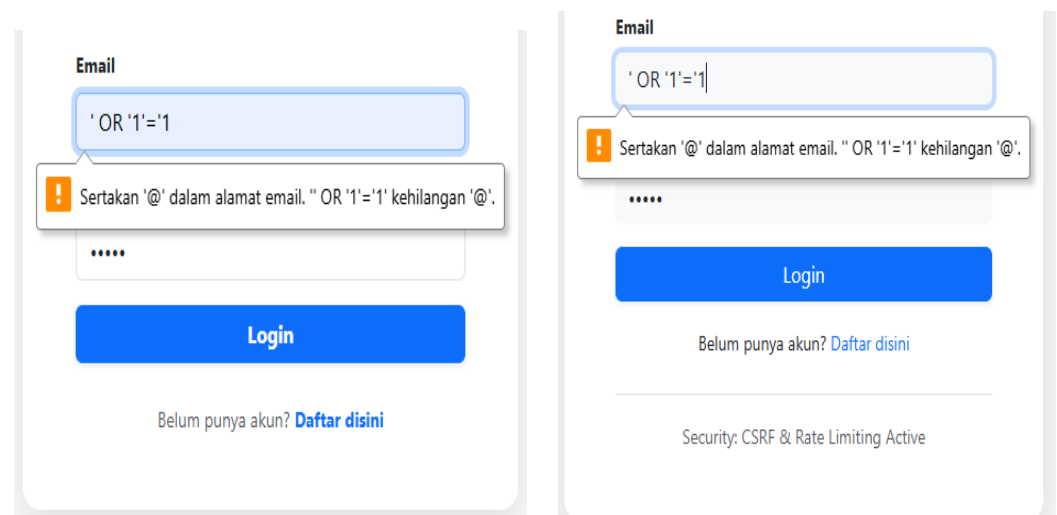 Email
' OR '1'='1
Sertakan '@' dalam alamat email. '' OR '1'='1' kehilangan '@'.
•••••
Login
Belum punya akun? Daftar disini
Email
' OR '1'='1
Sertakan '@' dalam alamat email. '' OR '1'='1' kehilangan '@'.
•••••
Login
Belum punya akun? Daftar disini
Security: CSRF & Rate Limiting Active